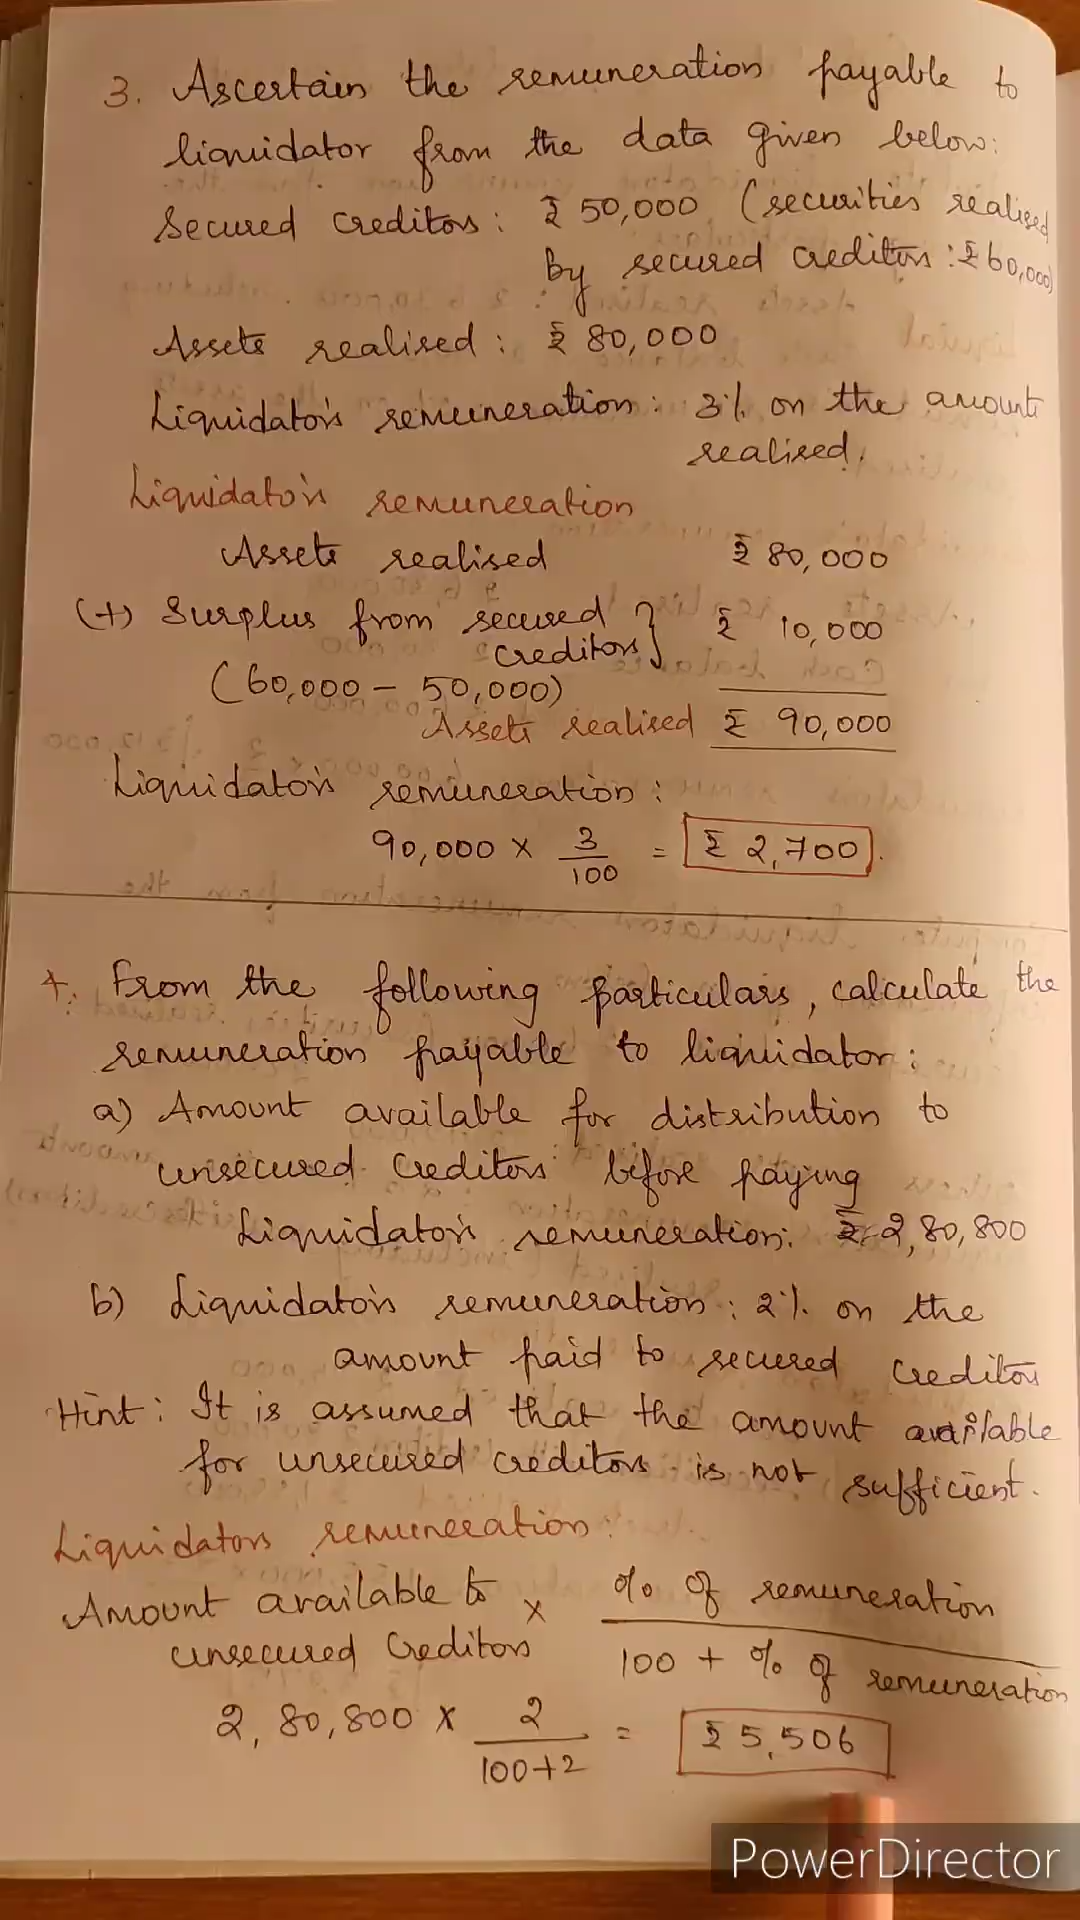 3. Ascertain the remuneration payable to
liquidator from the data given below:
Secured Creditors: ₹ 50,000 (securities realised
by secured creditors: ₹ 60,000)
Assets realised: ₹ 80,000
Liquidator's remuneration: 3% on the amount
realised.
Liquidator's remuneration
Assets realised ₹ 80,000
(+) Surplus from secured ₹ 10,000
creditors}
(60,000 - 50,000)
Assets realised ₹ 90,000
Liquidator's remuneration:
90,000 × 3/100 = ₹ 2,700.
4. From the following particulars, calculate the
remuneration payable to liquidator:
a) Amount available for distribution to
unsecured creditors before paying
Liquidator's remuneration: ₹ 2,80,800
b) Liquidator's remuneration: 2% on the
amount paid to secured creditors
Hint: It is assumed that the amount available
for unsecured creditors is not sufficient.
Liquidators remuneration:
Amount available to × % of remuneration
unsecured Creditors 100 + % of remuneration
2,80,800 × 2/100+2 = ₹ 5,506
PowerDirector